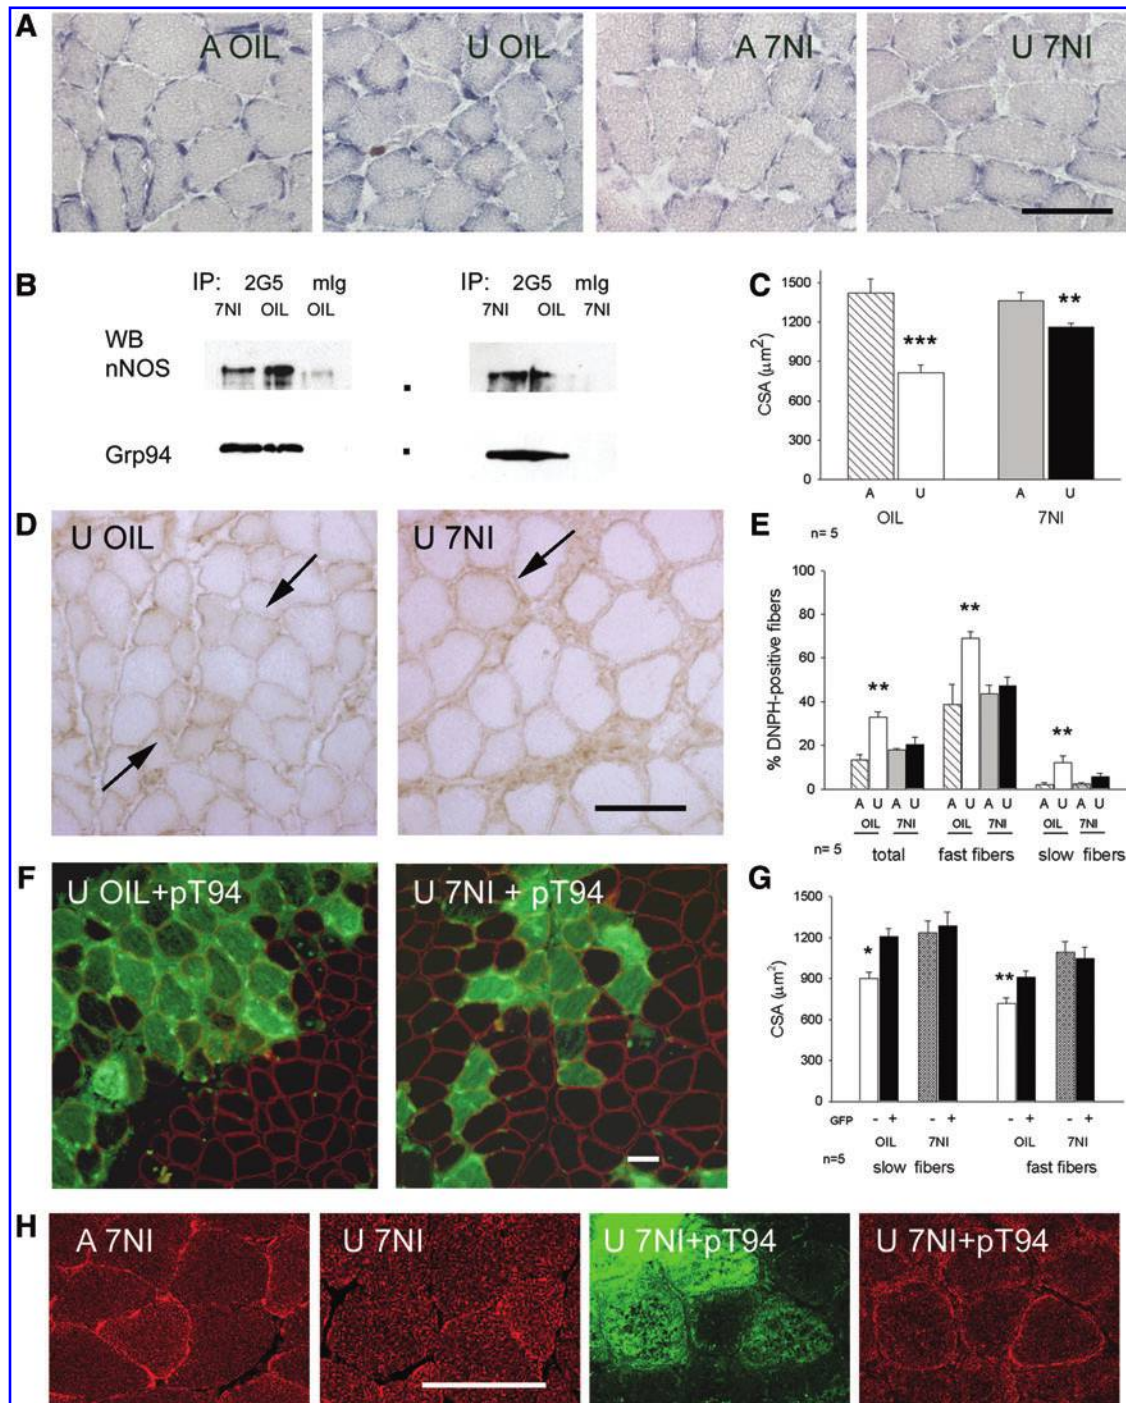 A
A OIL
U OIL
A 7NI
U 7NI
B
IP: 2G5 mIg
7NI OIL OIL
IP: 2G5 mIg
7NI OIL 7NI
WB
nNOS
Grp94
C
CSA (µm²)
1500
1200
900
600
300
0
***
**
A U A U
OIL 7NI
n= 5
D
U OIL
U 7NI
E
% DNPH-positive fibers
100
80
60
40
20
0
**
**
**
A U A U A U A U A U A U
OIL 7NI OIL 7NI OIL 7NI
n= 5
total fast fibers slow fibers
F
U OIL+pT94
U 7NI + pT94
G
CSA (µm²)
1500
1200
900
600
300
0
*
**
GFP - + - + - + - +
OIL 7NI OIL 7NI
n=5
slow fibers fast fibers
H
A 7NI
U 7NI
U 7NI+pT94
U 7NI+pT94